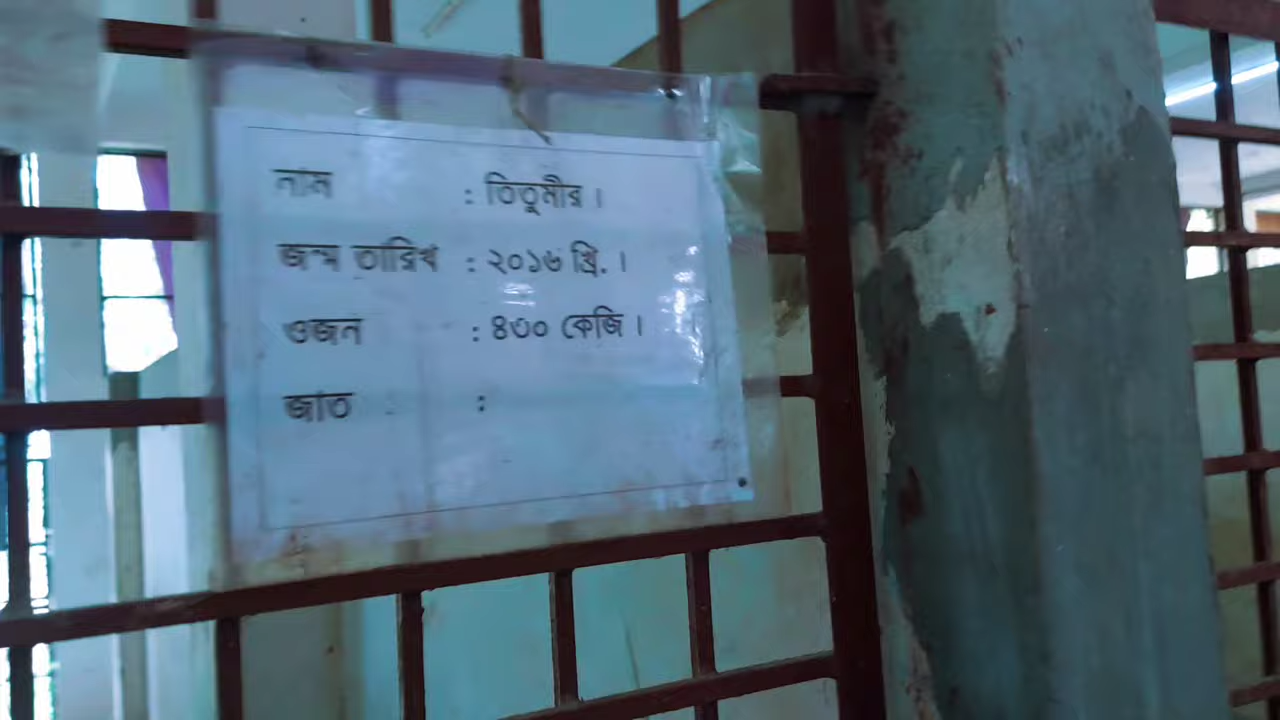 নাম : তিতুমীর ।
জন্ম তারিখ : ২০১৬ খ্রি. ।
ওজন : ৪৩০ কেজি ।
জাত :